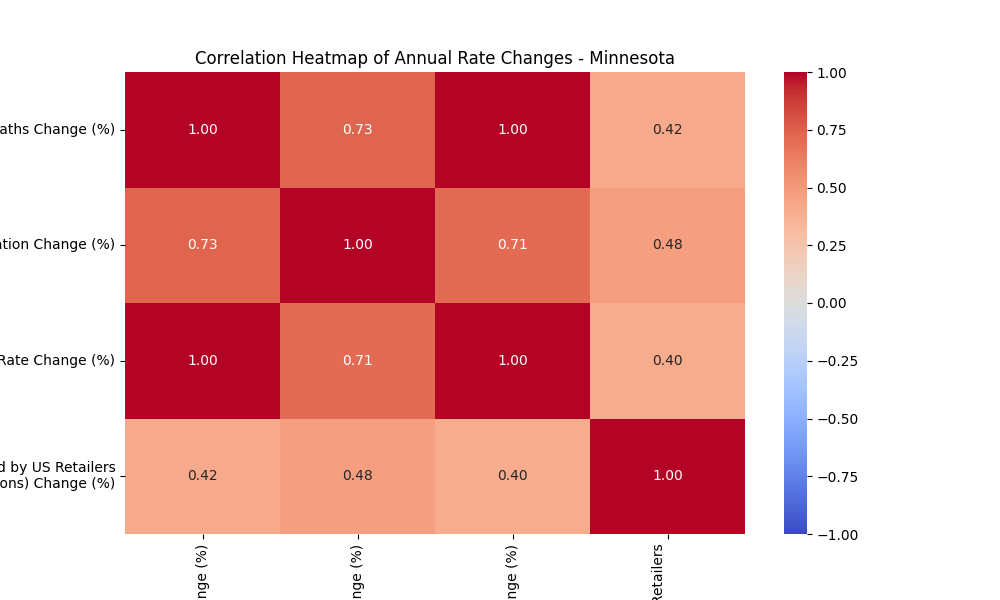 Correlation Heatmap of Annual Rate Changes - Minnesota
aths Change (%)
1.00 0.73 1.00 0.42
ation Change (%)
0.73 1.00 0.71 0.48
Rate Change (%)
1.00 0.71 1.00 0.40
d by US Retailers
ons) Change (%)
0.42 0.48 0.40 1.00
nge (%)
nge (%)
nge (%)
Retailers
1.00
0.75
0.50
0.25
0.00
−0.25
−0.50
−0.75
−1.00